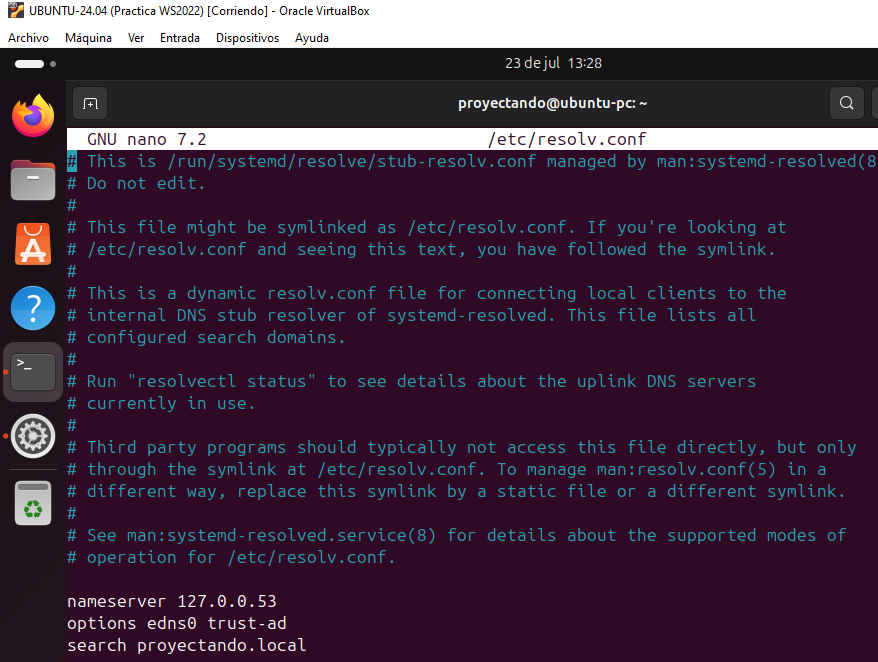 UBUNTU-24.04 (Practica WS2022) [Corriendo] - Oracle VirtualBox
Archivo Máquina Ver Entrada Dispositivos Ayuda
23 de jul 13:28
proyectando@ubuntu-pc: ~
GNU nano 7.2 /etc/resolv.conf
# This is /run/systemd/resolve/stub-resolv.conf managed by man:systemd-resolved(8
# Do not edit.
#
# This file might be symlinked as /etc/resolv.conf. If you're looking at
# /etc/resolv.conf and seeing this text, you have followed the symlink.
#
# This is a dynamic resolv.conf file for connecting local clients to the
# internal DNS stub resolver of systemd-resolved. This file lists all
# configured search domains.
#
# Run "resolvectl status" to see details about the uplink DNS servers
# currently in use.
#
# Third party programs should typically not access this file directly, but only
# through the symlink at /etc/resolv.conf. To manage man:resolv.conf(5) in a
# different way, replace this symlink by a static file or a different symlink.
#
# See man:systemd-resolved.service(8) for details about the supported modes of
# operation for /etc/resolv.conf.
nameserver 127.0.0.53
options edns0 trust-ad
search proyectando.local